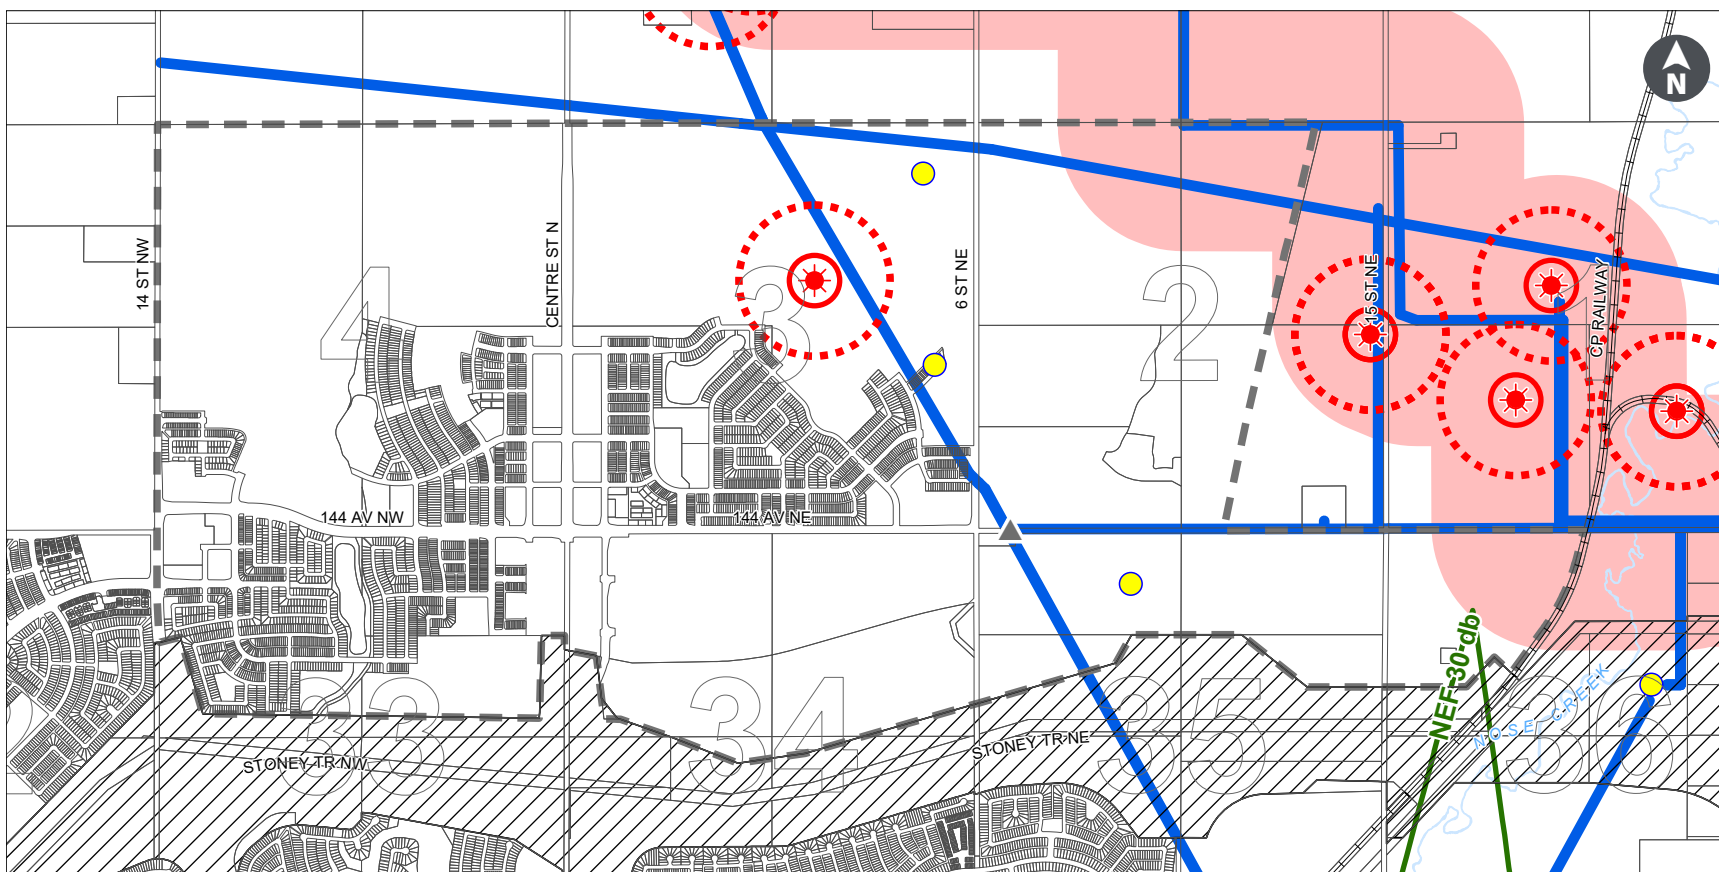 N
14 ST NW
CENTRE ST N
6 ST NE
15 ST NE
CP RAILWAY
4
3
2
144 AV NW
144 AV NE
NEF-30-db
NOSE CREEK
33
34
35
36
STONEY TR NW
STONEY TR NE